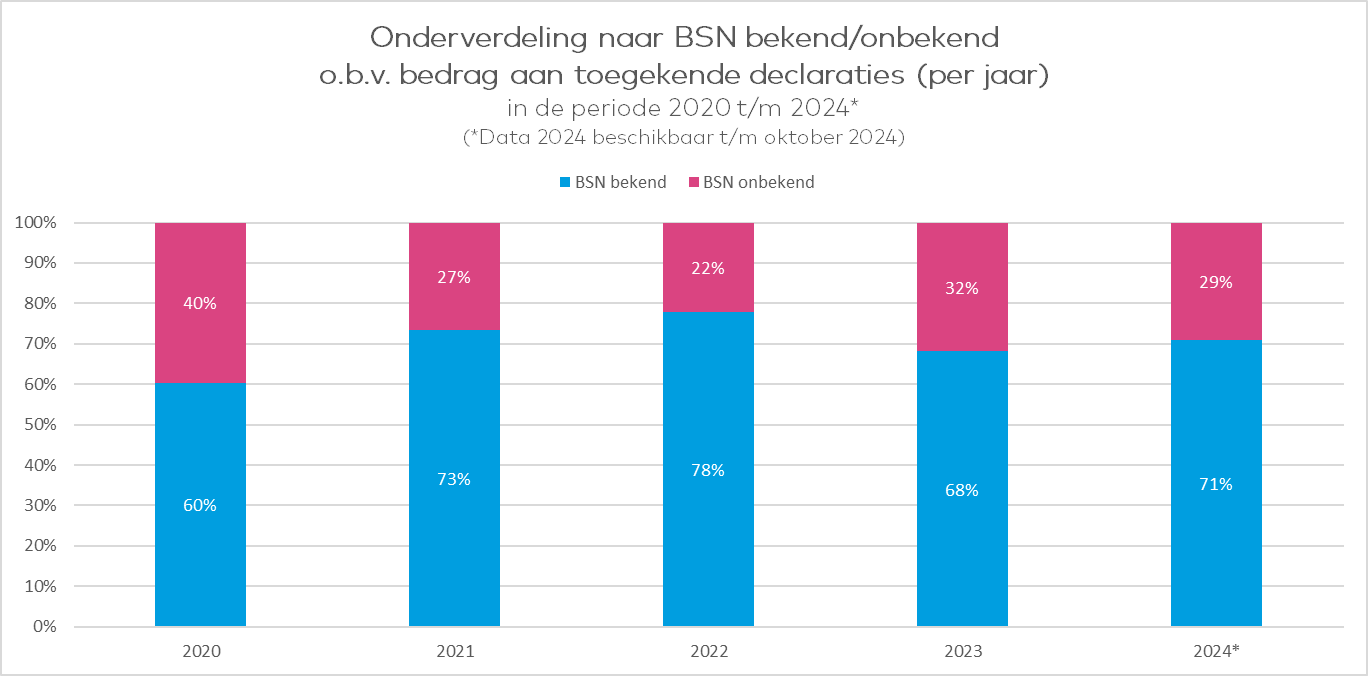 Onderverdeling naar BSN bekend/onbekend
o.b.v. bedrag aan toegekende declaraties (per jaar)
in de periode 2020 t/m 2024*
(*Data 2024 beschikbaar t/m oktober 2024)
BSN bekend BSN onbekend
100%
90%
80%
70%
60%
50%
40%
30%
20%
10%
0%
40% 27% 22% 32% 29%
60% 73% 78% 68% 71%
2020 2021 2022 2023 2024*